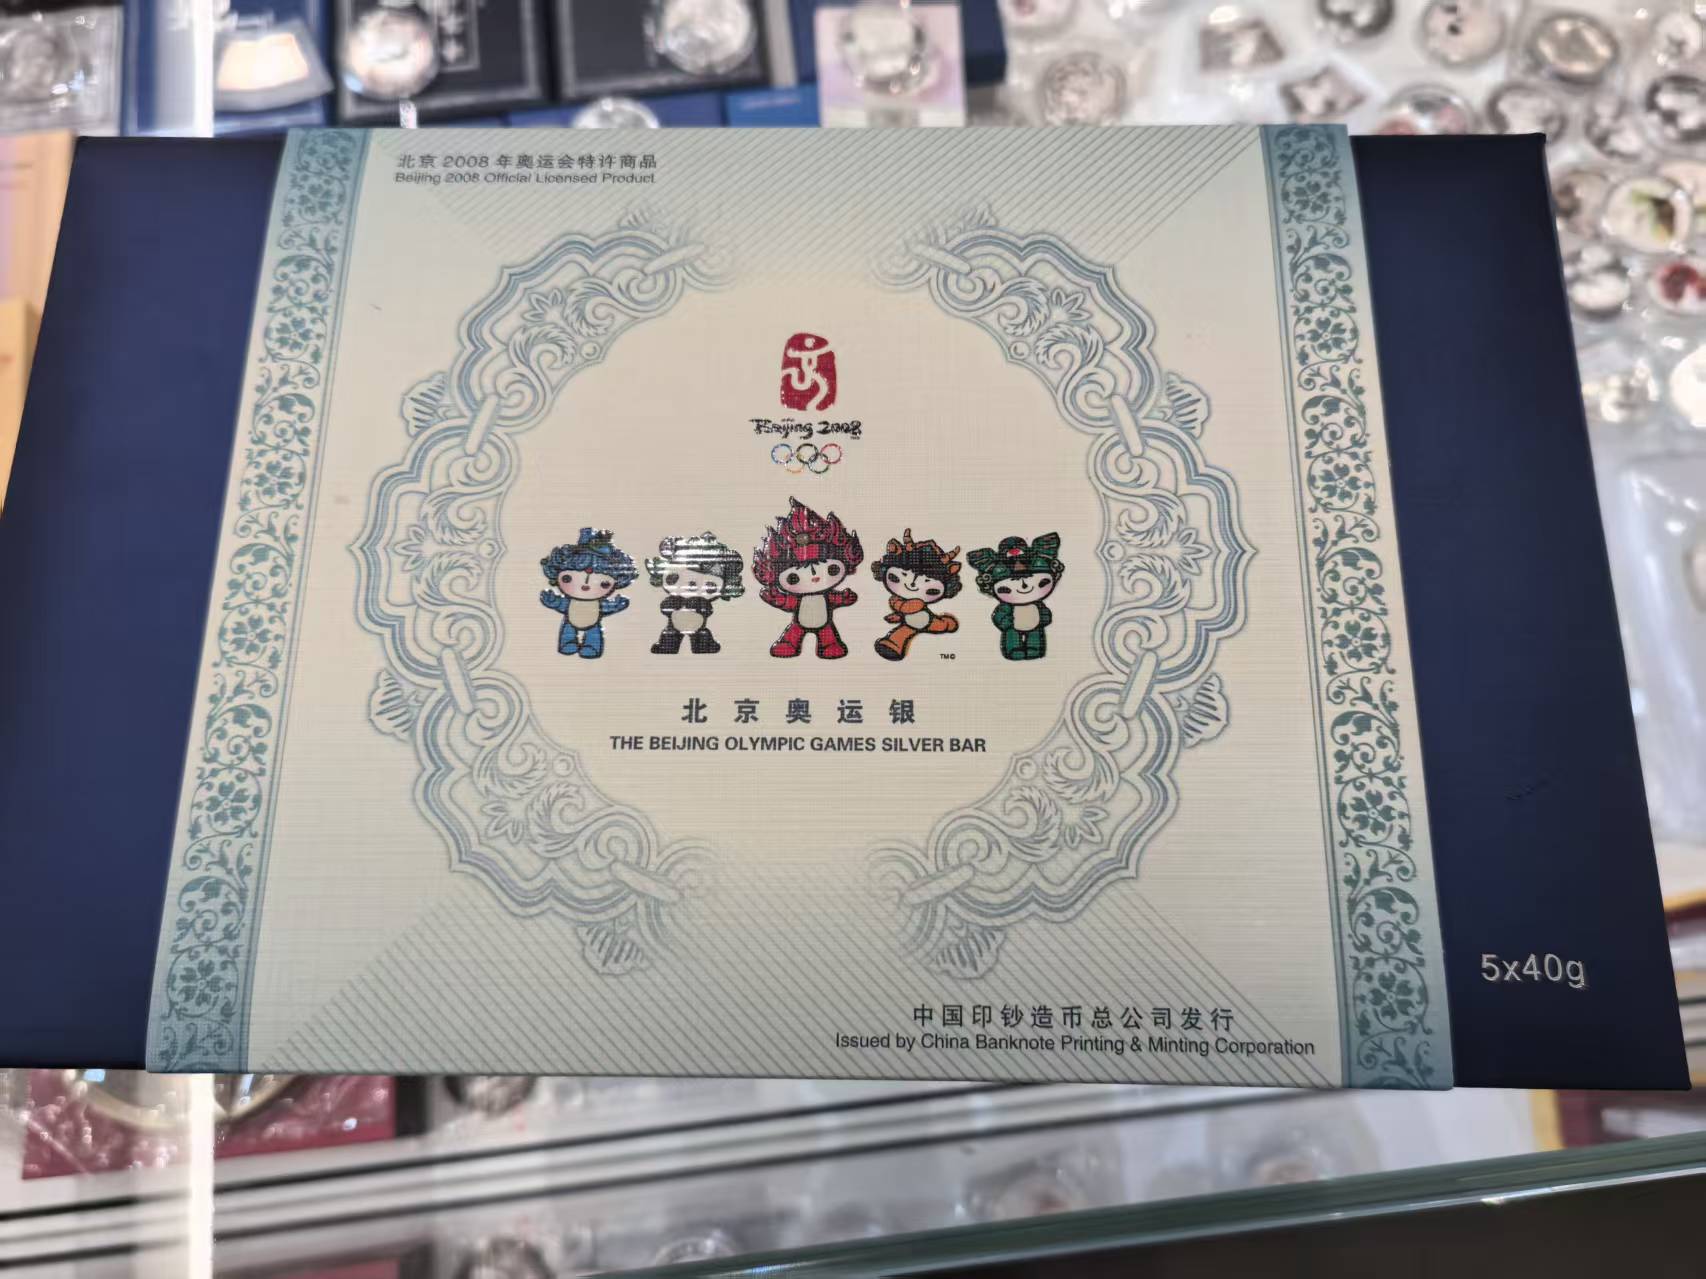 北京 2008 年奥运会特许商品
Beijing 2008 Official Licensed Product
Beijing 2008
TM©
北京奥运银
THE BEIJING OLYMPIC GAMES SILVER BAR
5x40g
中国印钞造币总公司发行
Issued by China Banknote Printing & Minting Corporation